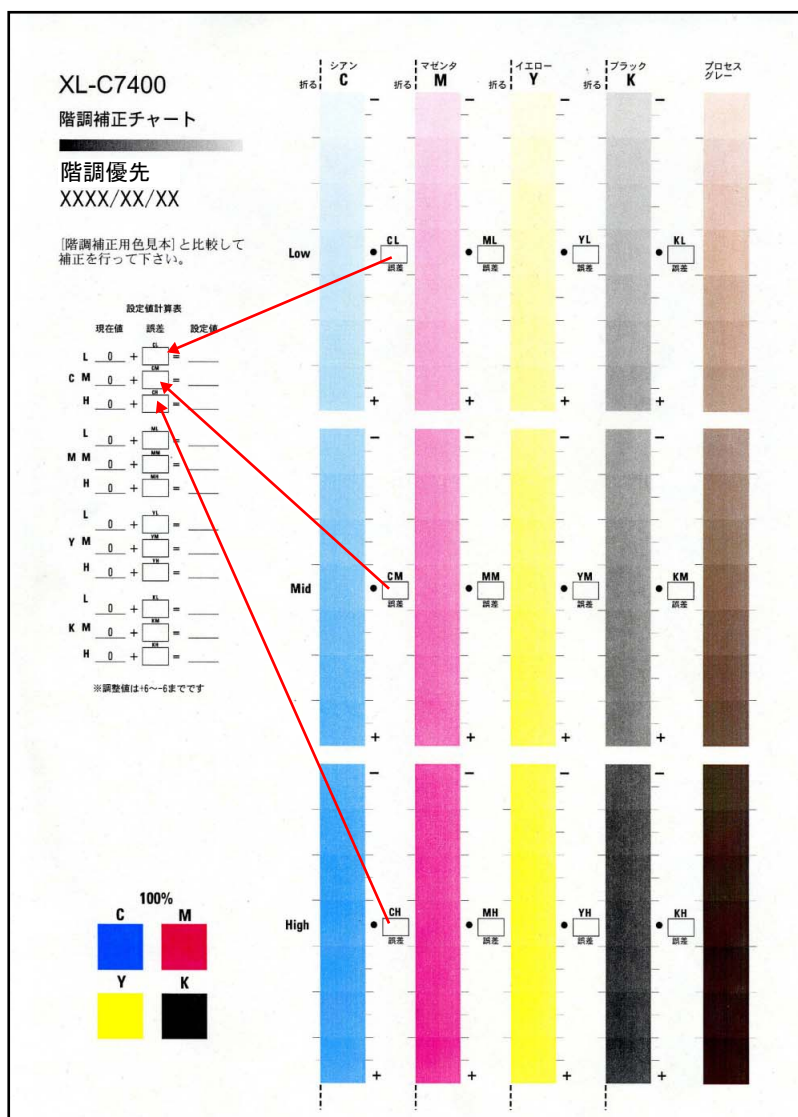 XL-C7400
階調補正チャート
階調優先
XXXX/XX/XX
[階調補正用色見本]と比較して
補正を行って下さい。
設定値計算表
現在値 誤差 設定値
CL
L 0 + =
CM
C M 0 + =
CH
H 0 + =
ML
L 0 + =
MM
M M 0 + =
MH
H 0 + =
YL
L 0 + =
YM
Y M 0 + =
YH
H 0 + =
KL
L 0 + =
KM
K M 0 + =
KH
H 0 + =
※調整値は+6〜-6までです
100%
C M
Y K
シアン マゼンタ イエロー ブラック プロセス
折る C 折る M 折る Y 折る K グレー
− − − −
Low CL ML YL KL
誤差 誤差 誤差 誤差
+ + + +
− − − −
Mid CM MM YM KM
誤差 誤差 誤差 誤差
+ + + +
− − − −
High CH MH YH KH
誤差 誤差 誤差 誤差
+ + + +